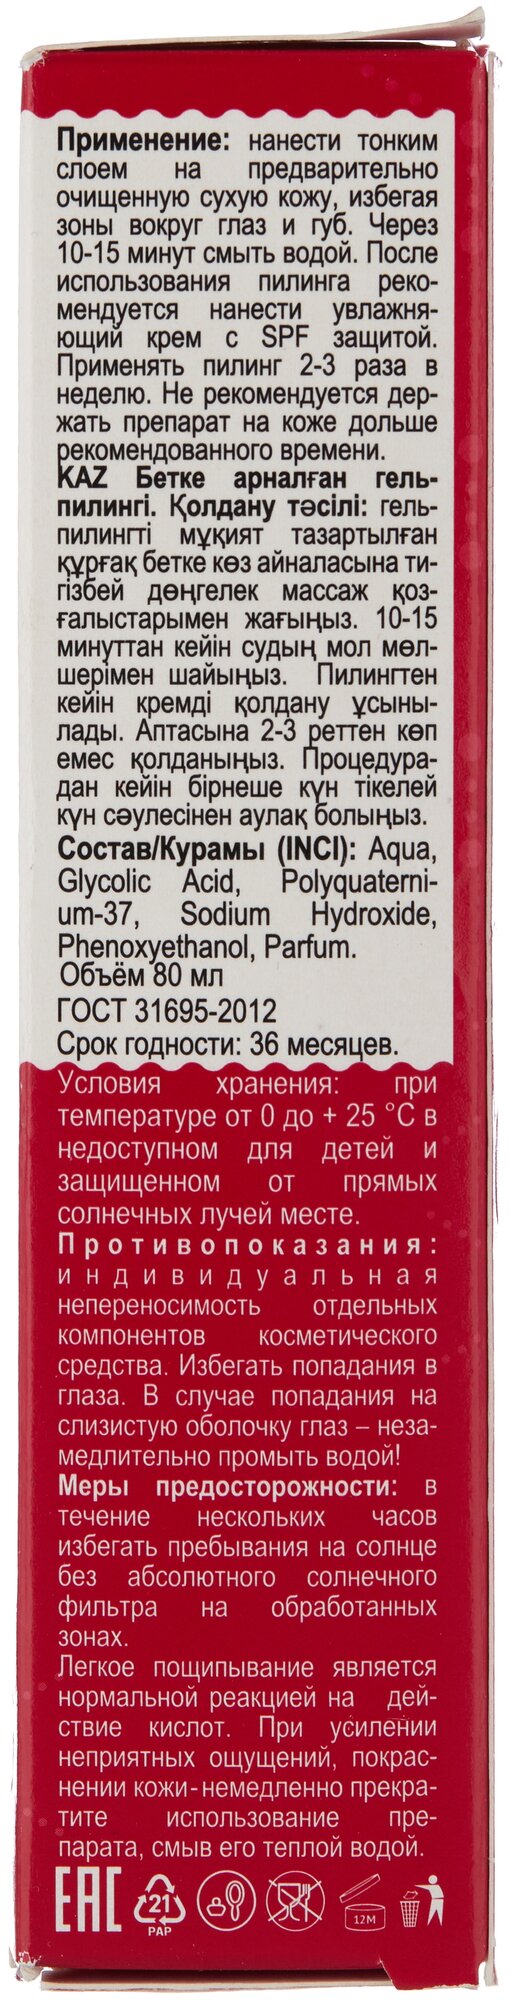 Применение: нанести тонким
слоем на предварительно
очищенную сухую кожу, избегая
зоны вокруг глаз и губ. Через
10-15 минут смыть водой. После
использования пилинга реко-
мендуется нанести увлажня-
ющий крем с SPF защитой.
Применять пилинг 2-3 раза в
неделю. Не рекомендуется дер-
жать препарат на коже дольше
рекомендованного времени.
KAZ Бетке арналған гель-
пилингі. Қолдану тәсілі: гель-
пилингті мұқият тазартылған
құрғақ бетке көз айналасына ти-
гізбей дөңгелек массаж қоз-
ғалыстарымен жағыңыз. 10-15
минуттан кейін судың мол мөл-
шерімен шайыңыз. Пилингтен
кейін кремді қолдану ұсыны-
лады. Аптасына 2-3 реттен көп
емес қолданыңыз. Процедура-
дан кейін бірнеше күн тікелей
күн сәулесінен аулақ болыңыз.
Состав/Курамы (INCI): Aqua,
Glycolic Acid, Polyquaterni-
um-37, Sodium Hydroxide,
Phenoxyethanol, Parfum.
Объём 80 мл
ГОСТ 31695-2012
Срок годности: 36 месяцев.
Условия хранения: при
температуре от 0 до + 25 °C в
недоступном для детей и
защищенном от прямых
солнечных лучей месте.
Противопоказания:
индивидуальная
непереносимость отдельных
компонентов косметического
средства. Избегать попадания в
глаза. В случае попадания на
слизистую оболочку глаз – неза-
медлительно промыть водой!
Меры предосторожности: в
течение нескольких часов
избегать пребывания на солнце
без абсолютного солнечного
фильтра на обработанных
зонах.
Легкое пощипывание является
нормальной реакцией на дей-
ствие кислот. При усилении
неприятных ощущений, покрас-
нении кожи-немедленно прекра-
тите использование пре-
парата, смыв его теплой водой.
EAC 21 PAP 12M